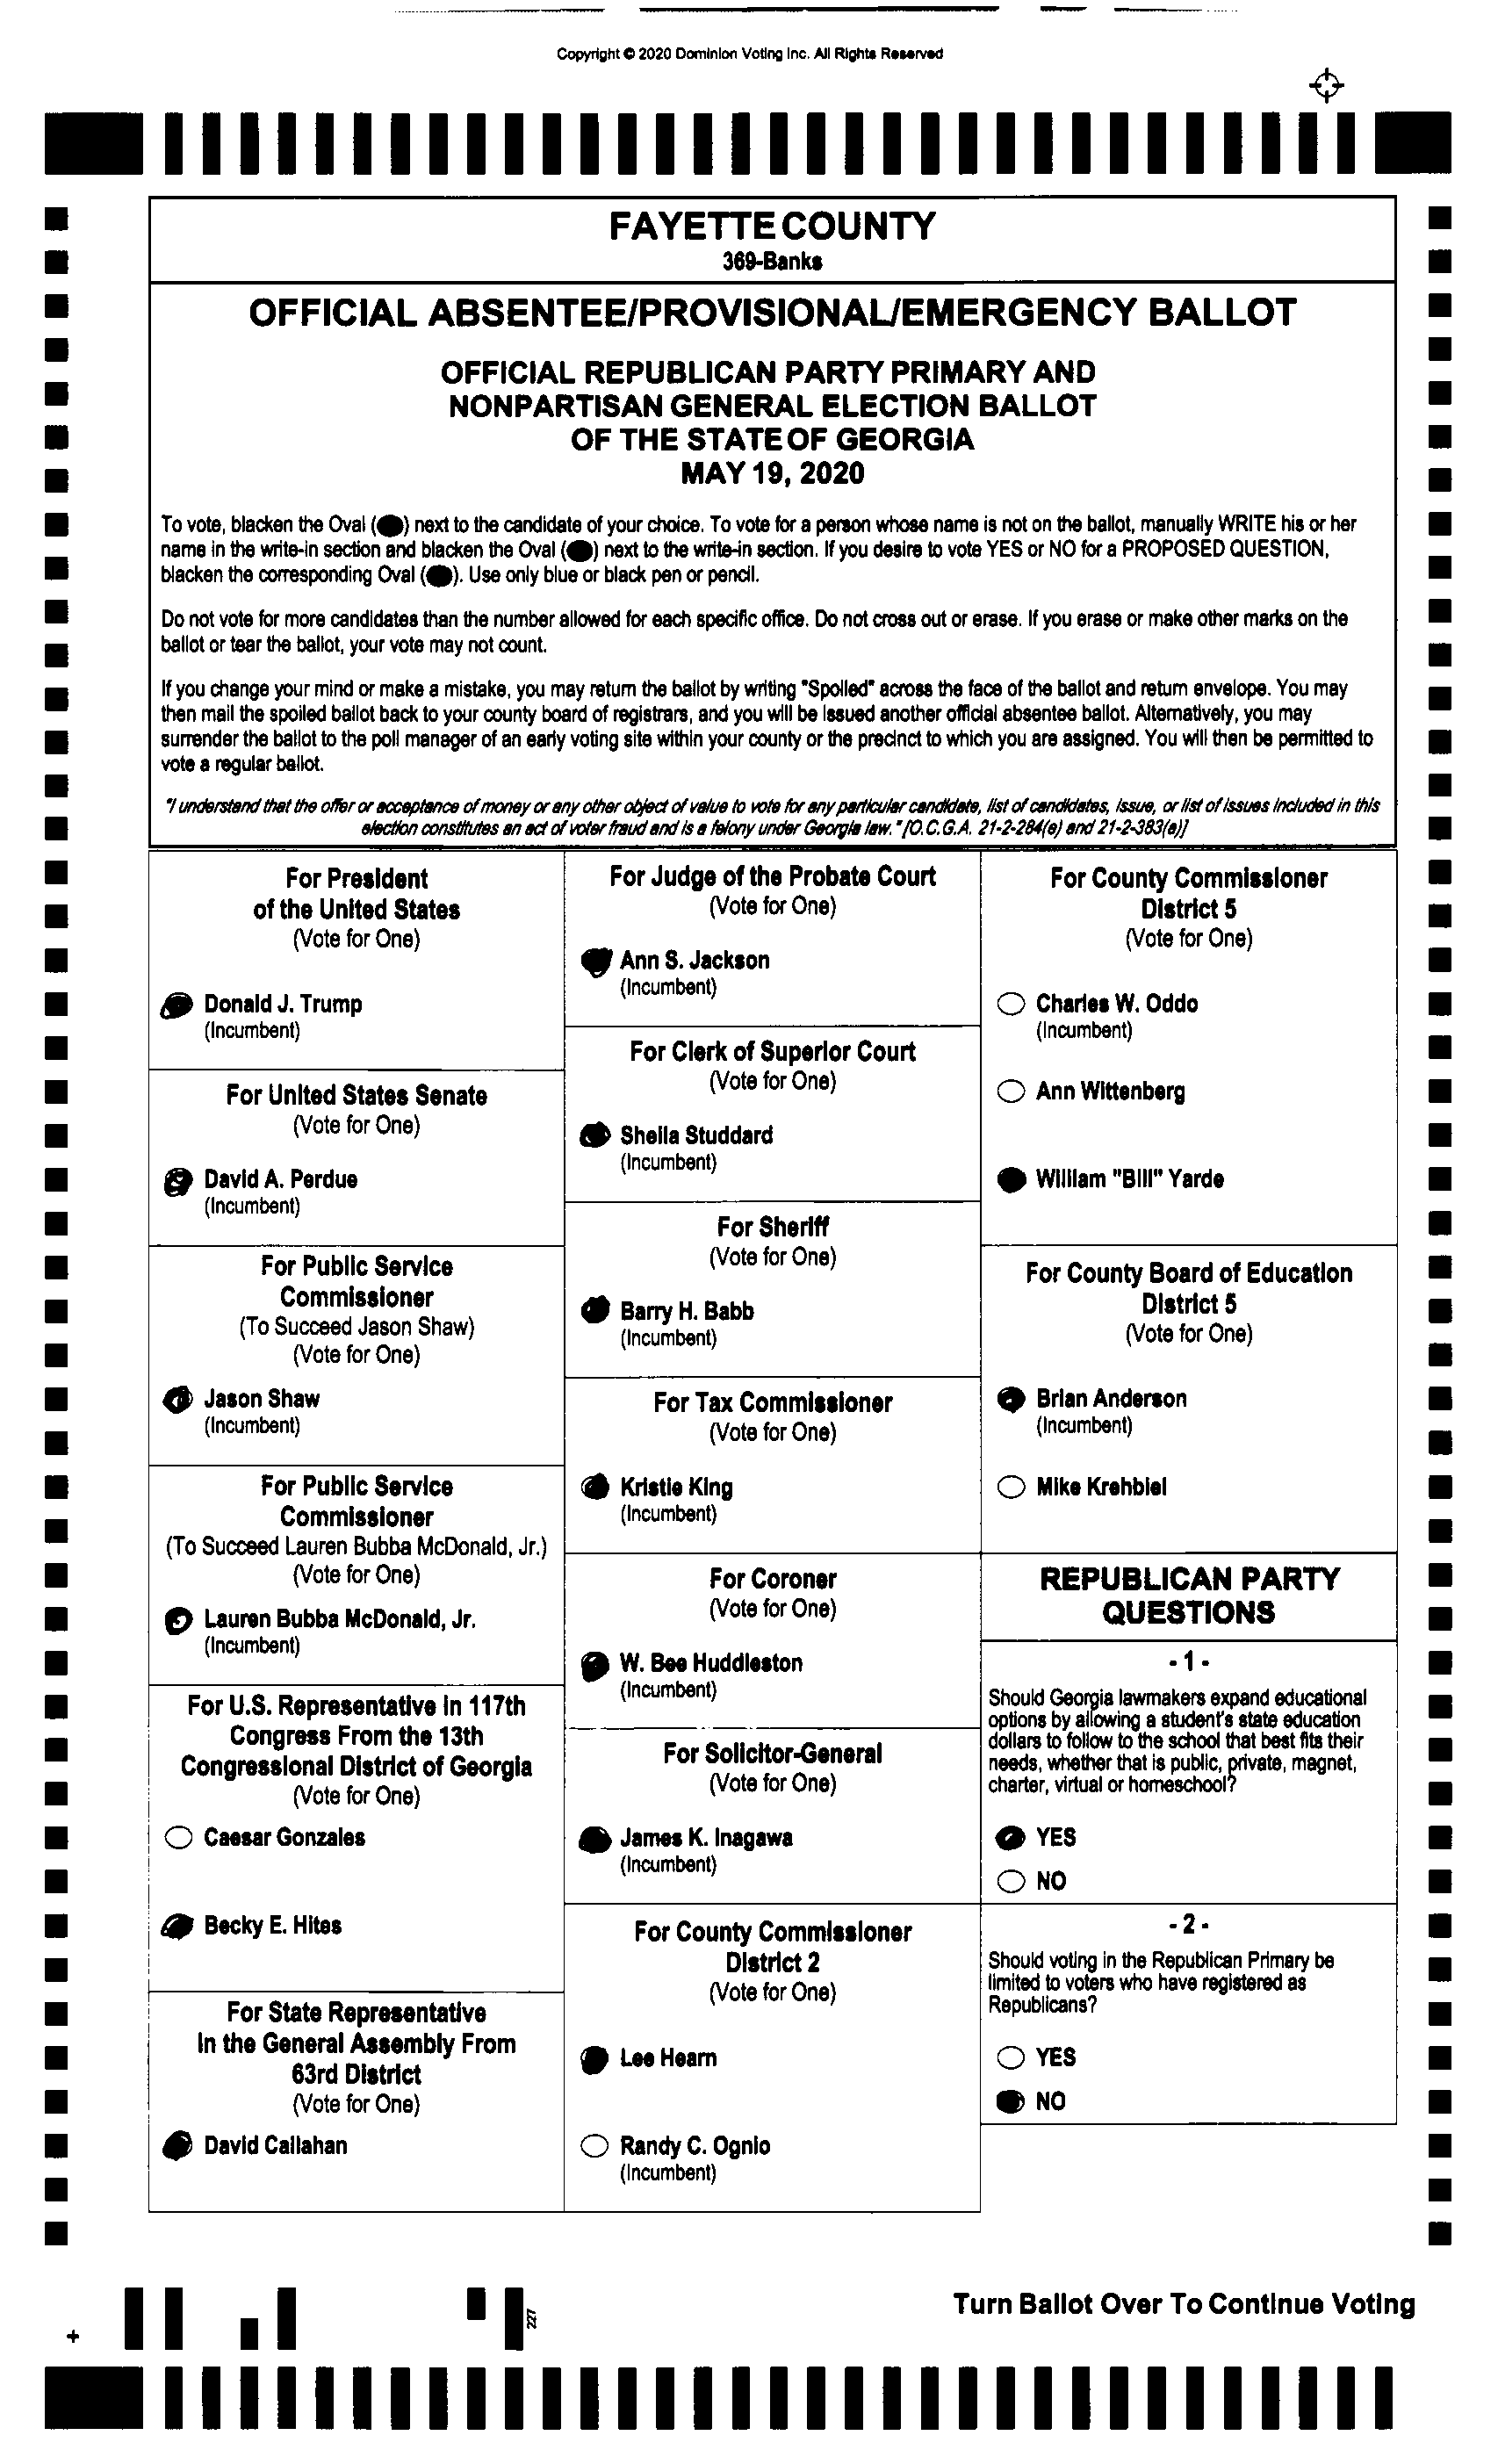 Copyright © 2020 Dominion Voting Inc. All Rights Reserved
FAYETTE COUNTY
369-Banks
OFFICIAL ABSENTEE/PROVISIONAL/EMERGENCY BALLOT
OFFICIAL REPUBLICAN PARTY PRIMARY AND
NONPARTISAN GENERAL ELECTION BALLOT
OF THE STATE OF GEORGIA
MAY 19, 2020
To vote, blacken the Oval () next to the candidate of your choice. To vote for a person whose name is not on the ballot, manually WRITE his or her
name in the write-in section and blacken the Oval () next to the write-in section. If you desire to vote YES or NO for a PROPOSED QUESTION,
blacken the corresponding Oval (). Use only blue or black pen or pencil.
Do not vote for more candidates than the number allowed for each specific office. Do not cross out or erase. If you erase or make other marks on the
ballot or tear the ballot, your vote may not count.
If you change your mind or make a mistake, you may return the ballot by writing "Spoiled" across the face of the ballot and return envelope. You may
then mail the spoiled ballot back to your county board of registrars, and you will be issued another official absentee ballot. Alternatively, you may
surrender the ballot to the poll manager of an early voting site within your county or the precinct to which you are assigned. You will then be permitted to
vote a regular ballot.
"I understand that the offer or acceptance of money or any other object of value to vote for any particular candidate, list of candidates, issue, or list of issues included in this
election constitutes an act of voter fraud and is a felony under Georgia law." [O.C.G.A. 21-2-284(e) and 21-2-383(a)]
For President
of the United States
(Vote for One)
Donald J. Trump
(Incumbent)
For United States Senate
(Vote for One)
David A. Perdue
(Incumbent)
For Public Service
Commissioner
(To Succeed Jason Shaw)
(Vote for One)
Jason Shaw
(Incumbent)
For Public Service
Commissioner
(To Succeed Lauren Bubba McDonald, Jr.)
(Vote for One)
Lauren Bubba McDonald, Jr.
(Incumbent)
For U.S. Representative in 117th
Congress From the 13th
Congressional District of Georgia
(Vote for One)
Caesar Gonzales
Becky E. Hites
For State Representative
In the General Assembly From
63rd District
(Vote for One)
David Callahan
For Judge of the Probate Court
(Vote for One)
Ann S. Jackson
(Incumbent)
For Clerk of Superior Court
(Vote for One)
Sheila Studdard
(Incumbent)
For Sheriff
(Vote for One)
Barry H. Babb
(Incumbent)
For Tax Commissioner
(Vote for One)
Kristie King
(Incumbent)
For Coroner
(Vote for One)
W. Bee Huddleston
(Incumbent)
For Solicitor-General
(Vote for One)
James K. Inagawa
(Incumbent)
For County Commissioner
District 2
(Vote for One)
Lee Hearn
Randy C. Ognio
(Incumbent)
For County Commissioner
District 5
(Vote for One)
Charles W. Oddo
(Incumbent)
Ann Wittenberg
William "Bill" Yarde
For County Board of Education
District 5
(Vote for One)
Brian Anderson
(Incumbent)
Mike Krehbiel
REPUBLICAN PARTY
QUESTIONS
- 1 -
Should Georgia lawmakers expand educational
options by allowing a student's state education
dollars to follow to the school that best fits their
needs, whether that is public, private, magnet,
charter, virtual or homeschool?
YES
NO
- 2 -
Should voting in the Republican Primary be
limited to voters who have registered as
Republicans?
YES
NO
Turn Ballot Over To Continue Voting
227